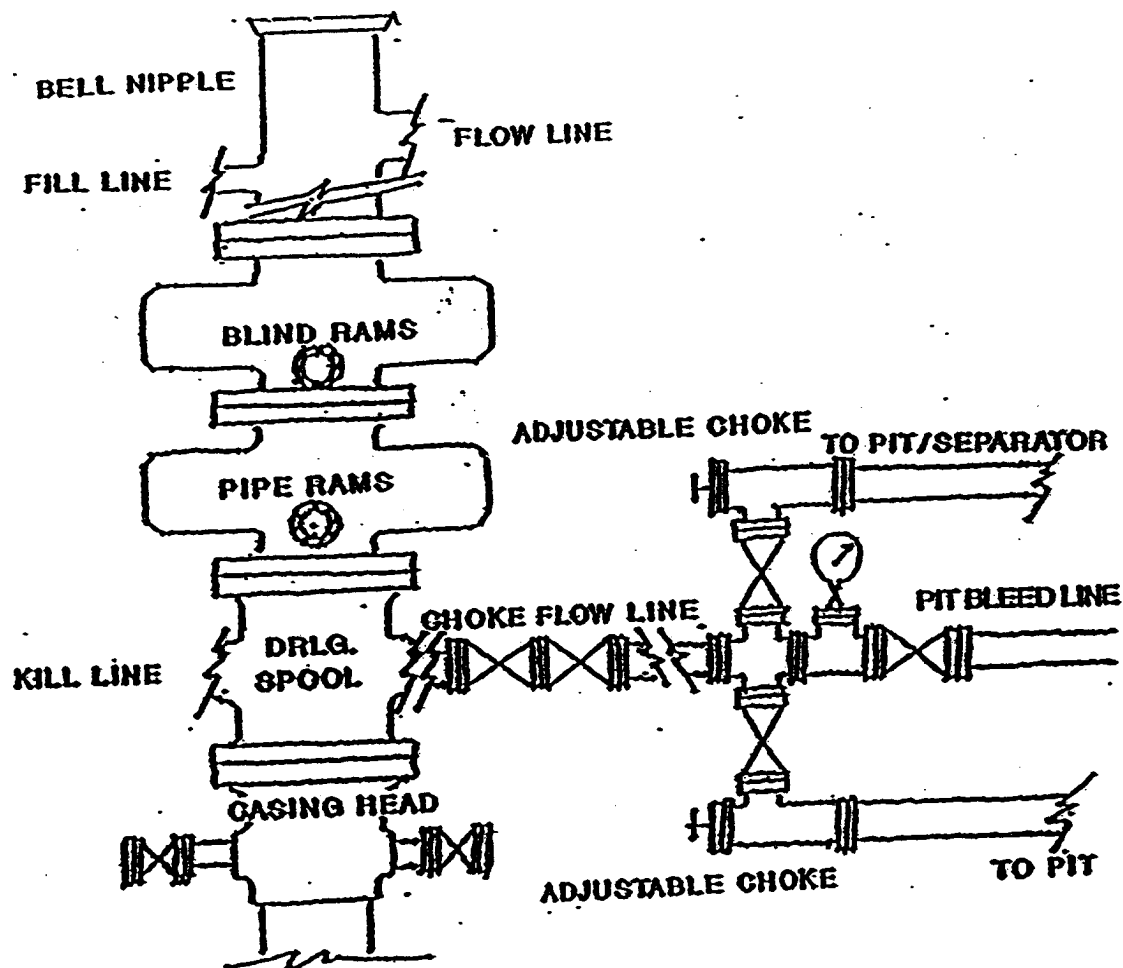 BELL NIPPLE
FLOW LINE
FILL LINE
BLIND RAMS
ADJUSTABLE CHOKE
TO PIT/SEPARATOR
PIPE RAMS
CHOKE FLOW LINE
PIT BLEED LINE
DRLG.
SPOOL
KILL LINE
CASING HEAD
TO PIT
ADJUSTABLE CHOKE